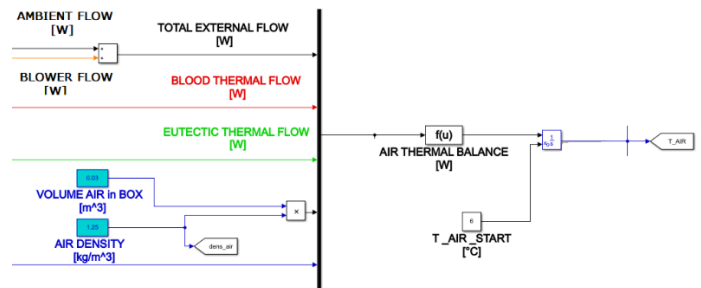 AMBIENT FLOW
[W]
TOTAL EXTERNAL FLOW
[W]
BLOWER FLOW
[W]
BLOOD THERMAL FLOW
[W]
EUTECTIC THERMAL FLOW
[W]
f(u)
AIR THERMAL BALANCE
[W]
1
T_AIR
0.03
VOLUME AIR in BOX
[m^3]
×
1.25
AIR DENSITY
[kg/m^3]
dens_air
6
T_AIR_START
[°C]